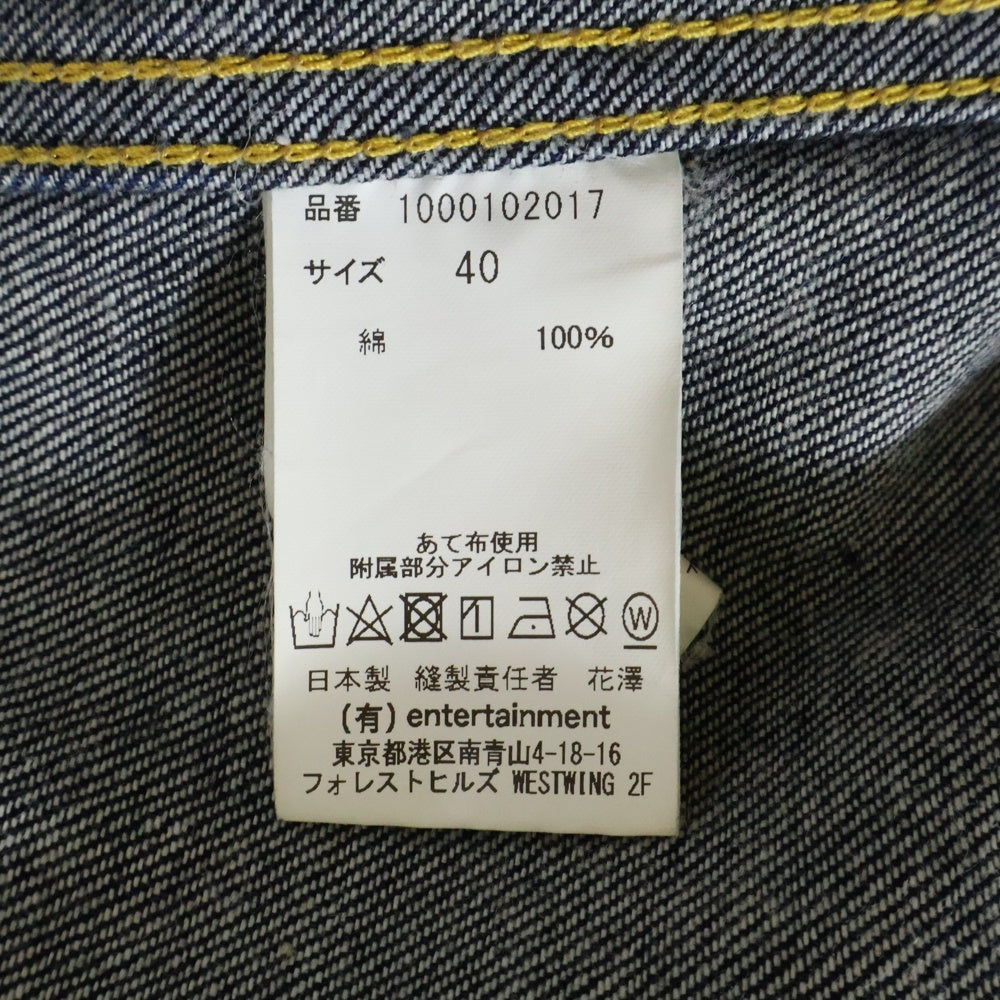 品番 1000102017
サイズ 40
綿 100%
あて布使用
附属部分アイロン禁止
W
日本製 縫製責任者 花澤
(有) entertainment
東京都港区南青山4-18-16
フォレストヒルズ WESTWING 2F